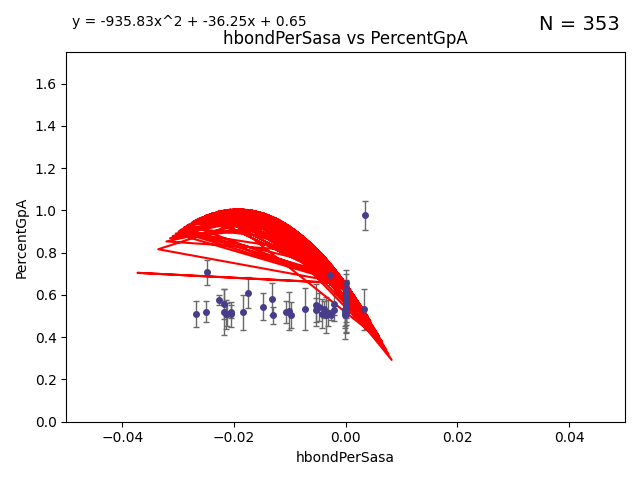 y = -935.83x^2 + -36.25x + 0.65
N = 353
hbondPerSasa vs PercentGpA
1.6
1.4
1.2
1.0
0.8
0.6
0.4
0.2
0.0
PercentGpA
−0.04
−0.02
0.00
0.02
0.04
hbondPerSasa